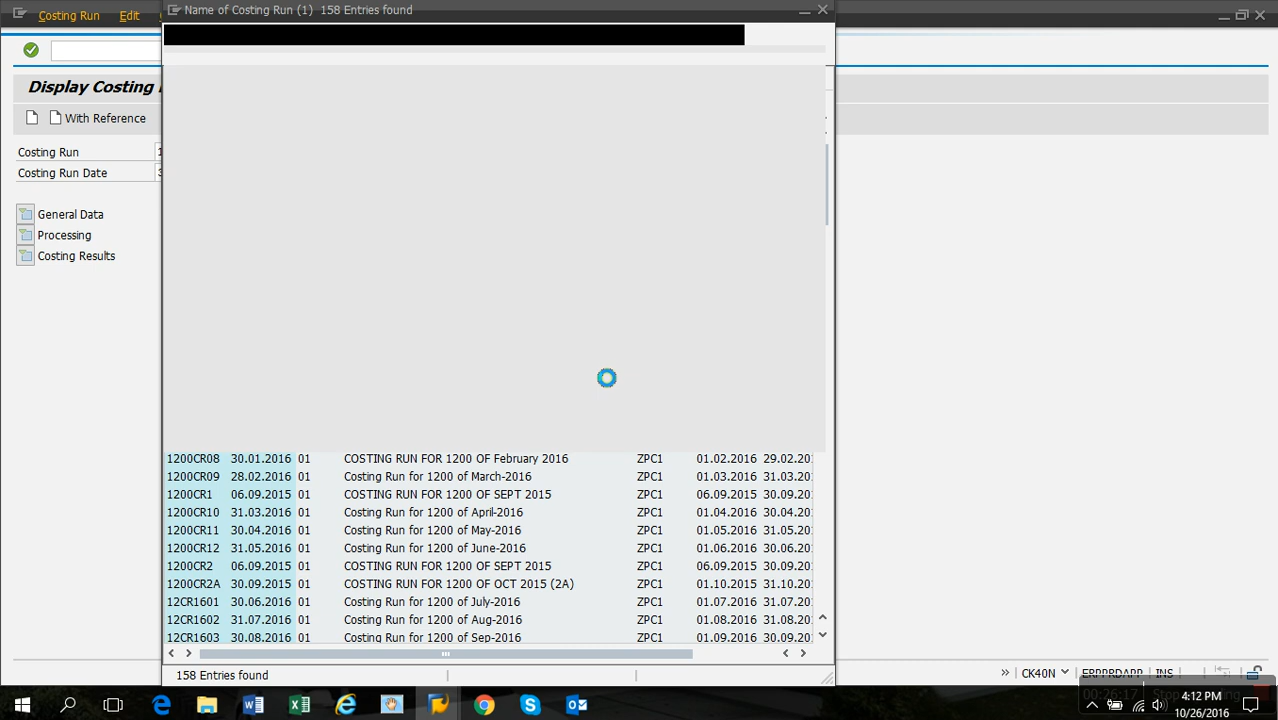 Costing Run Edit
Name of Costing Run (1) 158 Entries found
Display Costing
With Reference
Costing Run
Costing Run Date
General Data
Processing
Costing Results
1200CR08 30.01.2016 01 COSTING RUN FOR 1200 OF February 2016 ZPC1 01.02.2016 29.02.20
1200CR09 28.02.2016 01 Costing Run for 1200 of March-2016 ZPC1 01.03.2016 31.03.20
1200CR1 06.09.2015 01 COSTING RUN FOR 1200 OF SEPT 2015 ZPC1 06.09.2015 30.09.20
1200CR10 31.03.2016 01 Costing Run for 1200 of April-2016 ZPC1 01.04.2016 30.04.20
1200CR11 30.04.2016 01 Costing Run for 1200 of May-2016 ZPC1 01.05.2016 31.05.20
1200CR12 31.05.2016 01 Costing Run for 1200 of June-2016 ZPC1 01.06.2016 30.06.20
1200CR2 06.09.2015 01 COSTING RUN FOR 1200 OF SEPT 2015 ZPC1 06.09.2015 30.09.20
1200CR2A 30.09.2015 01 COSTING RUN FOR 1200 OF OCT 2015 (2A) ZPC1 01.10.2015 31.10.20
12CR1601 30.06.2016 01 Costing Run for 1200 of July-2016 ZPC1 01.07.2016 31.07.20
12CR1602 31.07.2016 01 Costing Run for 1200 of Aug-2016 ZPC1 01.08.2016 31.08.20
12CR1603 30.08.2016 01 Costing Run for 1200 of Sep-2016 ZPC1 01.09.2016 30.09.20
158 Entries found
CK40N ERPPRDAPP INS
00:26:17
4:12 PM
10/26/2016